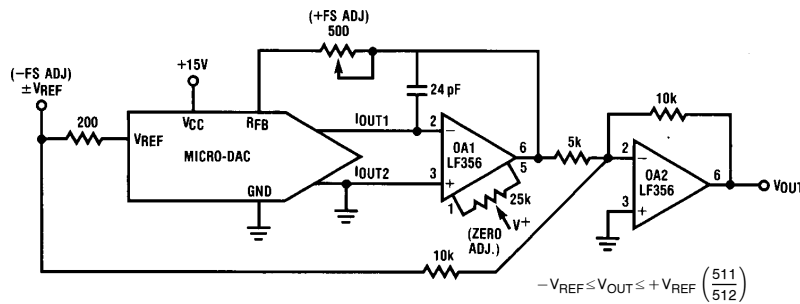 (+FS ADJ)
500
(−FS ADJ)
±VREF
+15V
24 pF
10k
200
VREF
VCC
RFB
IOUT1
2
−
6
5k
2
−
MICRO-DAC
OA1
LF356
5
OA2
LF356
6
VOUT
GND
IOUT2
3
+
25k
3
+
1
V+
(ZERO
ADJ.)
10k
−VREF ≤ VOUT ≤ +VREF (511/512)